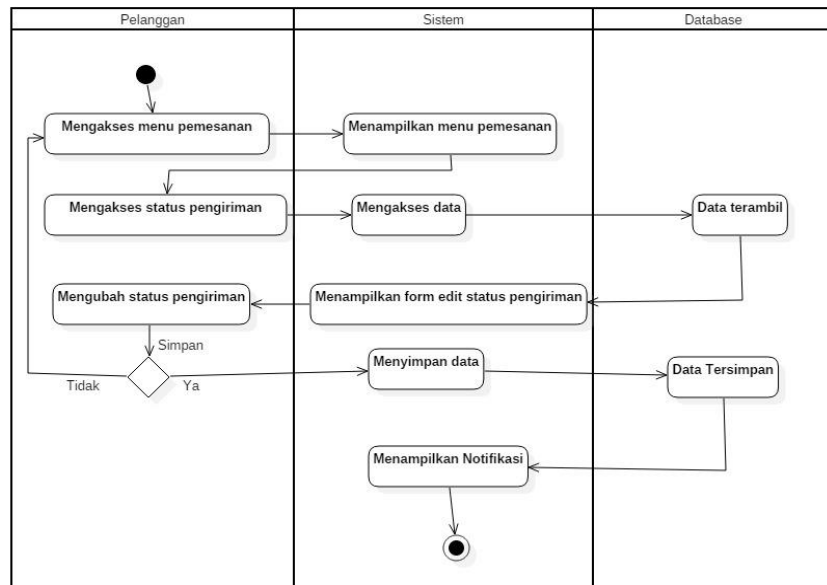 Pelanggan
Sistem
Database
Mengakses menu pemesanan
Menampilkan menu pemesanan
Mengakses status pengiriman
Mengakses data
Data terambil
Mengubah status pengiriman
Menampilkan form edit status pengiriman
Simpan
Tidak
Ya
Menyimpan data
Data Tersimpan
Menampilkan Notifikasi